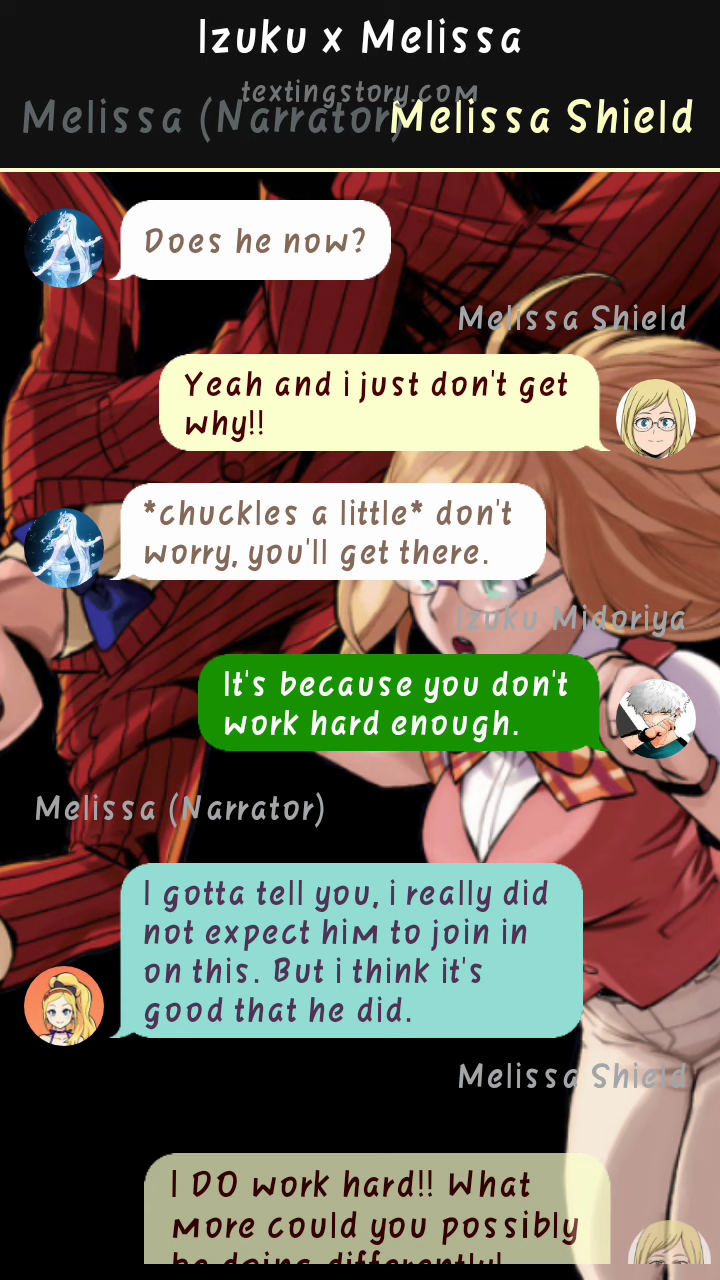 Izuku x Melissa
textingstory.com
Melissa (Narrator)
Melissa Shield
Does he now?
Melissa Shield
Yeah and i just don't get
why!!
*chuckles a little* don't
worry, you'll get there.
Izuku Midoriya
It's because you don't
work hard enough.
Melissa (Narrator)
I gotta tell you, i really did
not expect him to join in
on this. But i think it's
good that he did.
Melissa Shield
I DO work hard!! What
more could you possibly
be doing differently!